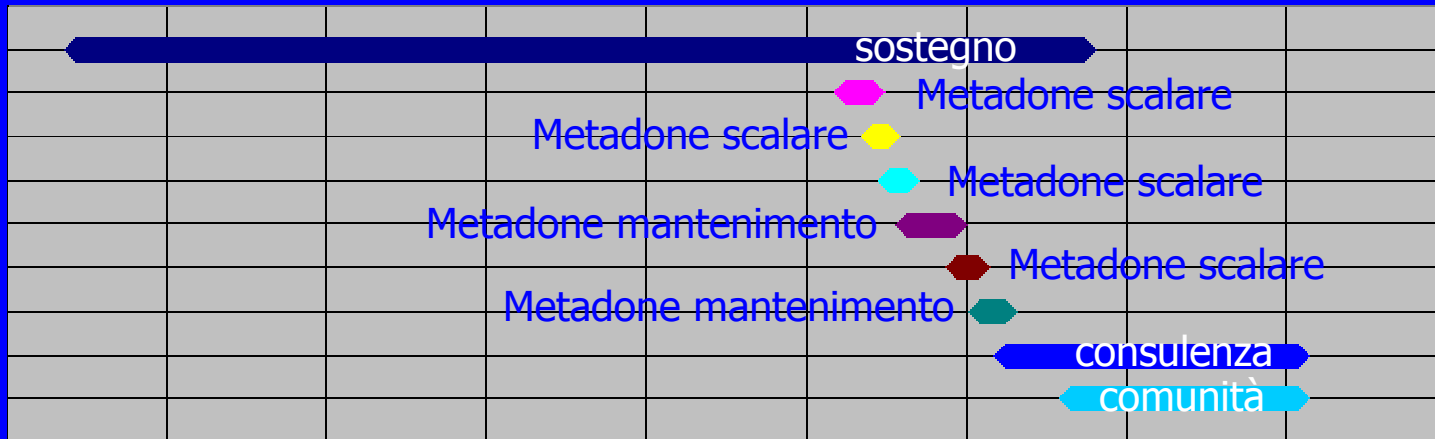 sostegno
Metadone scalare
Metadone scalare
Metadone scalare
Metadone mantenimento
Metadone scalare
Metadone mantenimento
consulenza
comunità